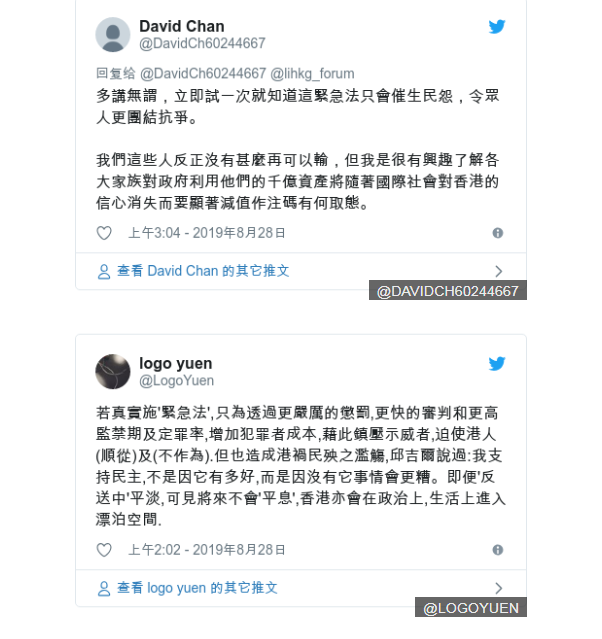 David Chan
@DavidCh60244667
回复给 @DavidCh60244667 @lihkg_forum
多講無謂，立即試一次就知道這緊急法只會催生民怨，令眾
人更團結抗爭。
我們這些人反正沒有甚麼再可以輸，但我是很有興趣了解各
大家族對政府利用他們的千億資產將隨著國際社會對香港的
信心消失而要顯著減值作注碼有何取態。
上午3:04 - 2019年8月28日
查看 David Chan 的其它推文
@DAVIDCH60244667
logo yuen
@LogoYuen
若真實施'緊急法',只為透過更嚴厲的懲罰,更快的審判和更高
監禁期及定罪率,增加犯罪者成本,藉此鎮壓示威者,迫使港人
(順從)及(不作為).但也造成港禍民殃之濫觴,邱吉爾說過:我支
持民主,不是因它有多好,而是因沒有它事情會更糟。即便'反
送中'平淡,可見將來不會'平息',香港亦會在政治上,生活上進入
漂泊空間.
上午2:02 - 2019年8月28日
查看 logo yuen 的其它推文
@LOGOYUEN